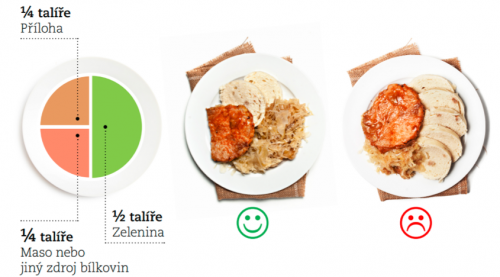 ¼ talíře
Příloha
½ talíře
Zelenina
¼ talíře
Maso nebo
jiný zdroj bílkovin